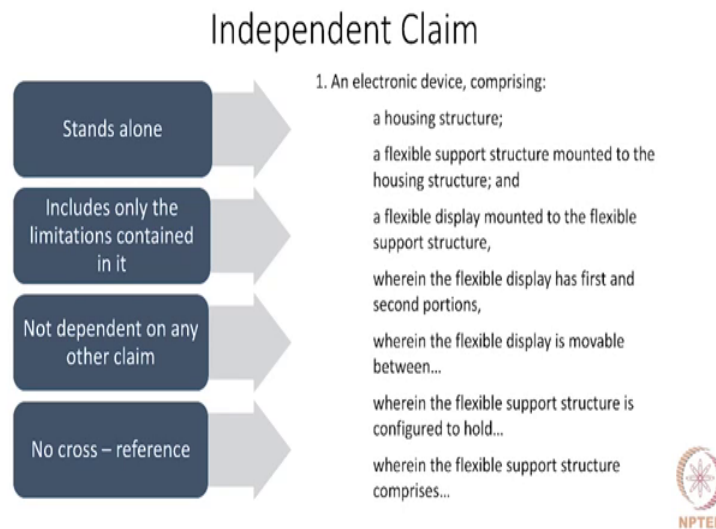 Independent Claim
Stands alone
Includes only the
limitations contained
in it
Not dependent on any
other claim
No cross – reference
1. An electronic device, comprising:
a housing structure;
a flexible support structure mounted to the
housing structure; and
a flexible display mounted to the flexible
support structure,
wherein the flexible display has first and
second portions,
wherein the flexible display is movable
between...
wherein the flexible support structure is
configured to hold...
wherein the flexible support structure
comprises...
NPTEL